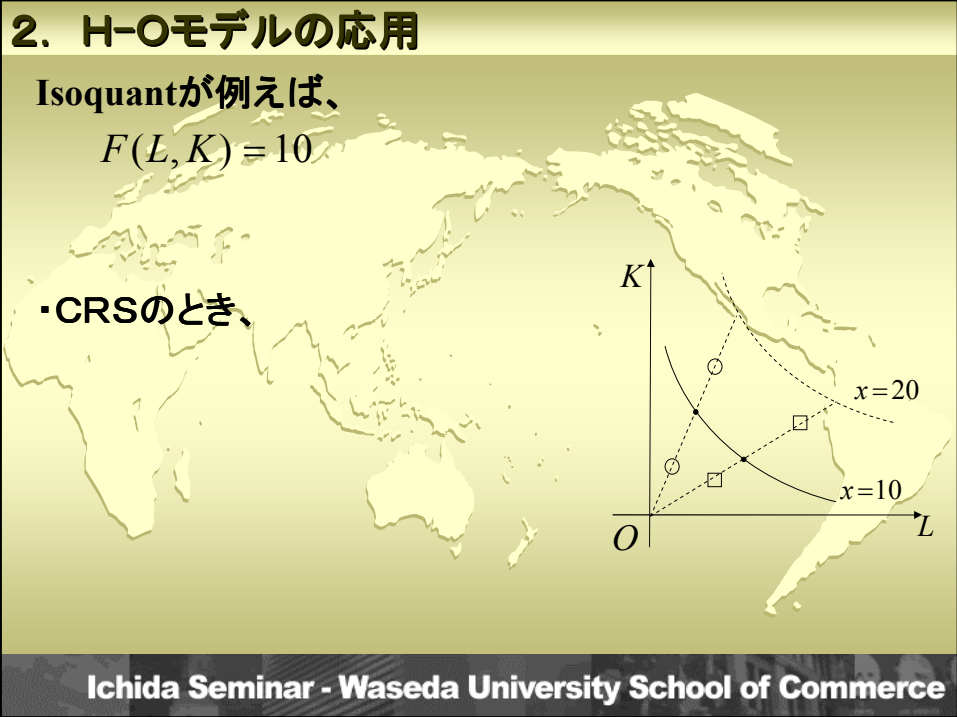 ２． Ｈ-Ｏモデルの応用
Isoquantが例えば、
F(L, K) = 10
・ＣＲＳのとき、
K
x = 20
x =10
L
O
Ichida Seminar - Waseda University School of Commerce